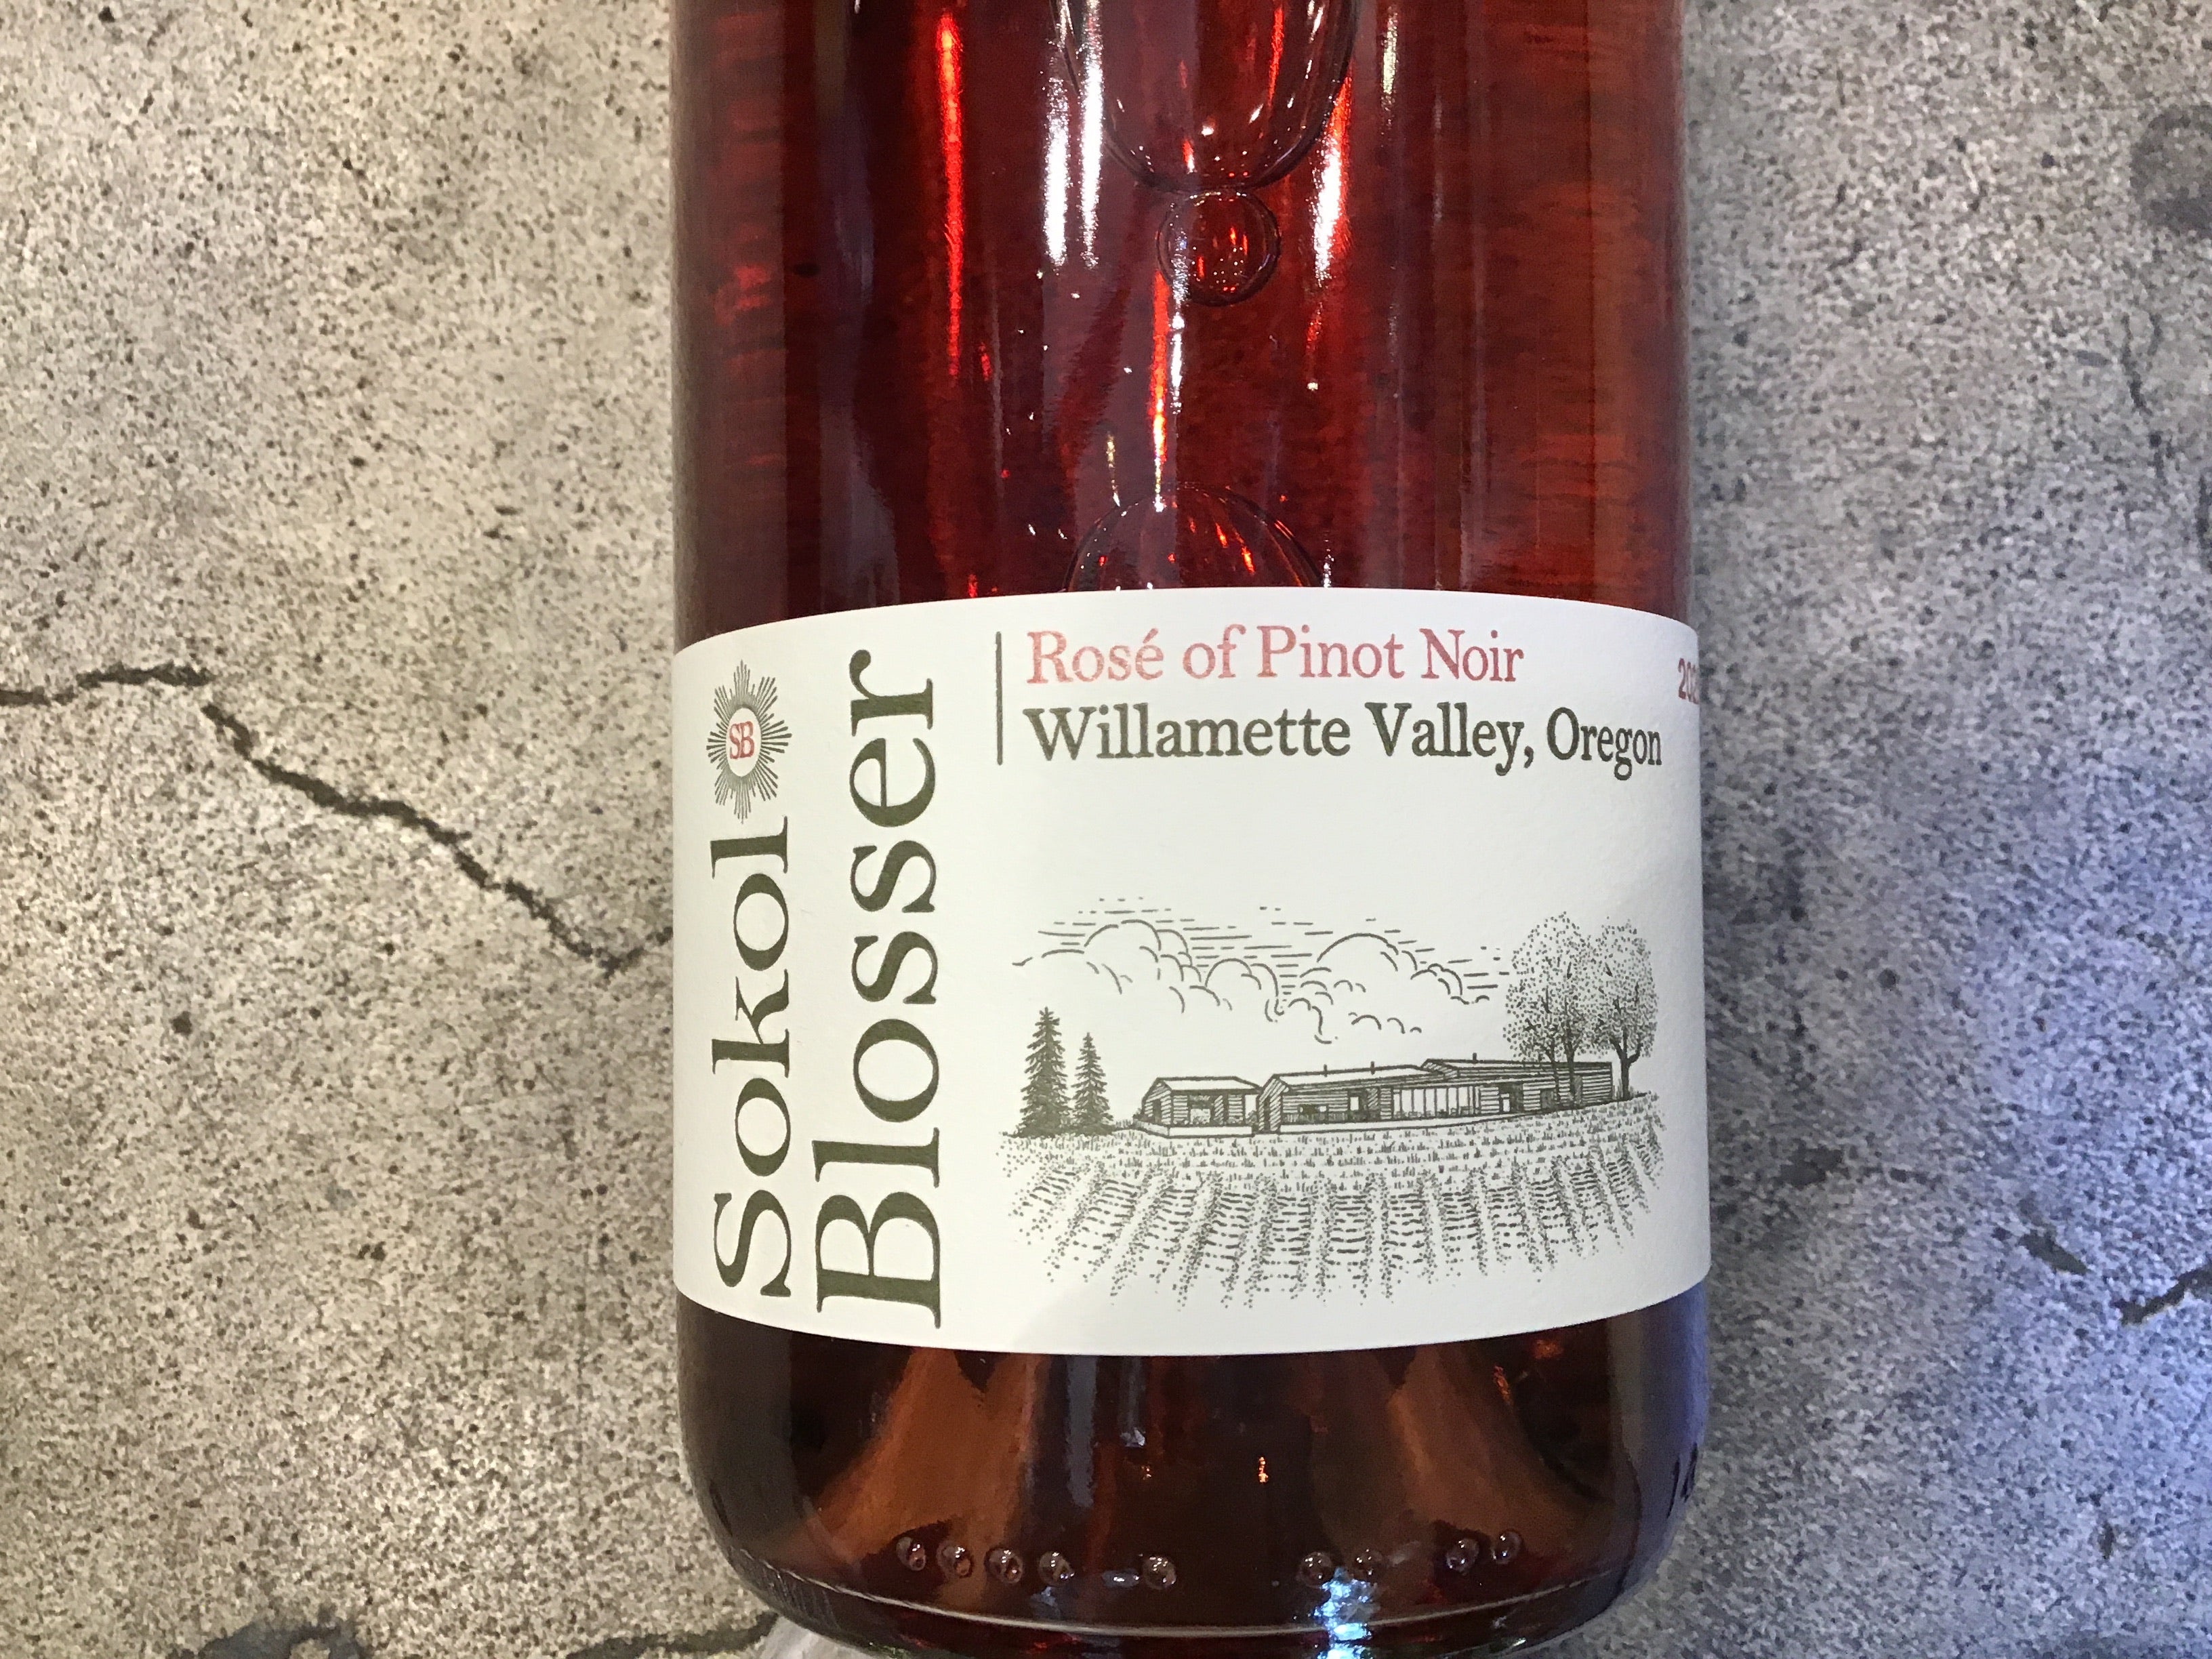 Sokol
Blosser
SB
Rosé of Pinot Noir
Willamette Valley, Oregon